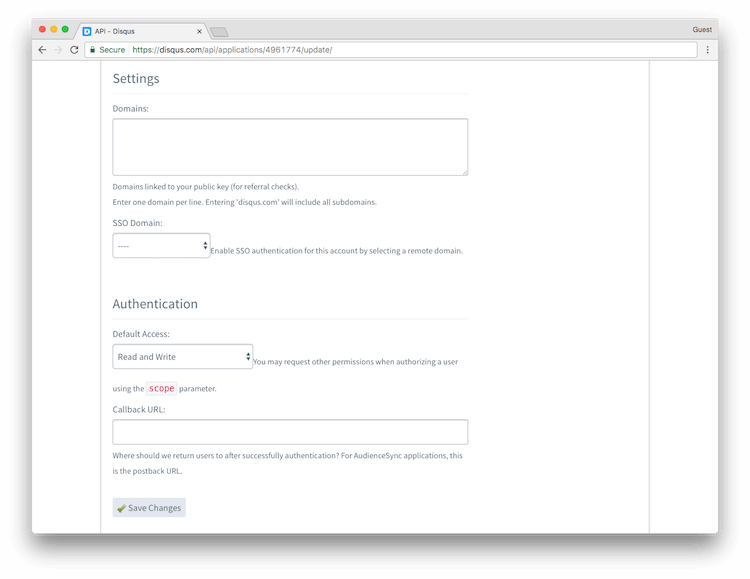 API - Disqus
Guest
Secure https://disqus.com/api/applications/4961774/update/
Settings
Domains:
Domains linked to your public key (for referral checks).
Enter one domain per line. Entering 'disqus.com' will include all subdomains.
SSO Domain:
---- Enable SSO authentication for this account by selecting a remote domain.
Authentication
Default Access:
Read and Write You may request other permissions when authorizing a user
using the scope parameter.
Callback URL:
Where should we return users to after successfully authentication? For AudienceSync applications, this
is the postback URL.
Save Changes